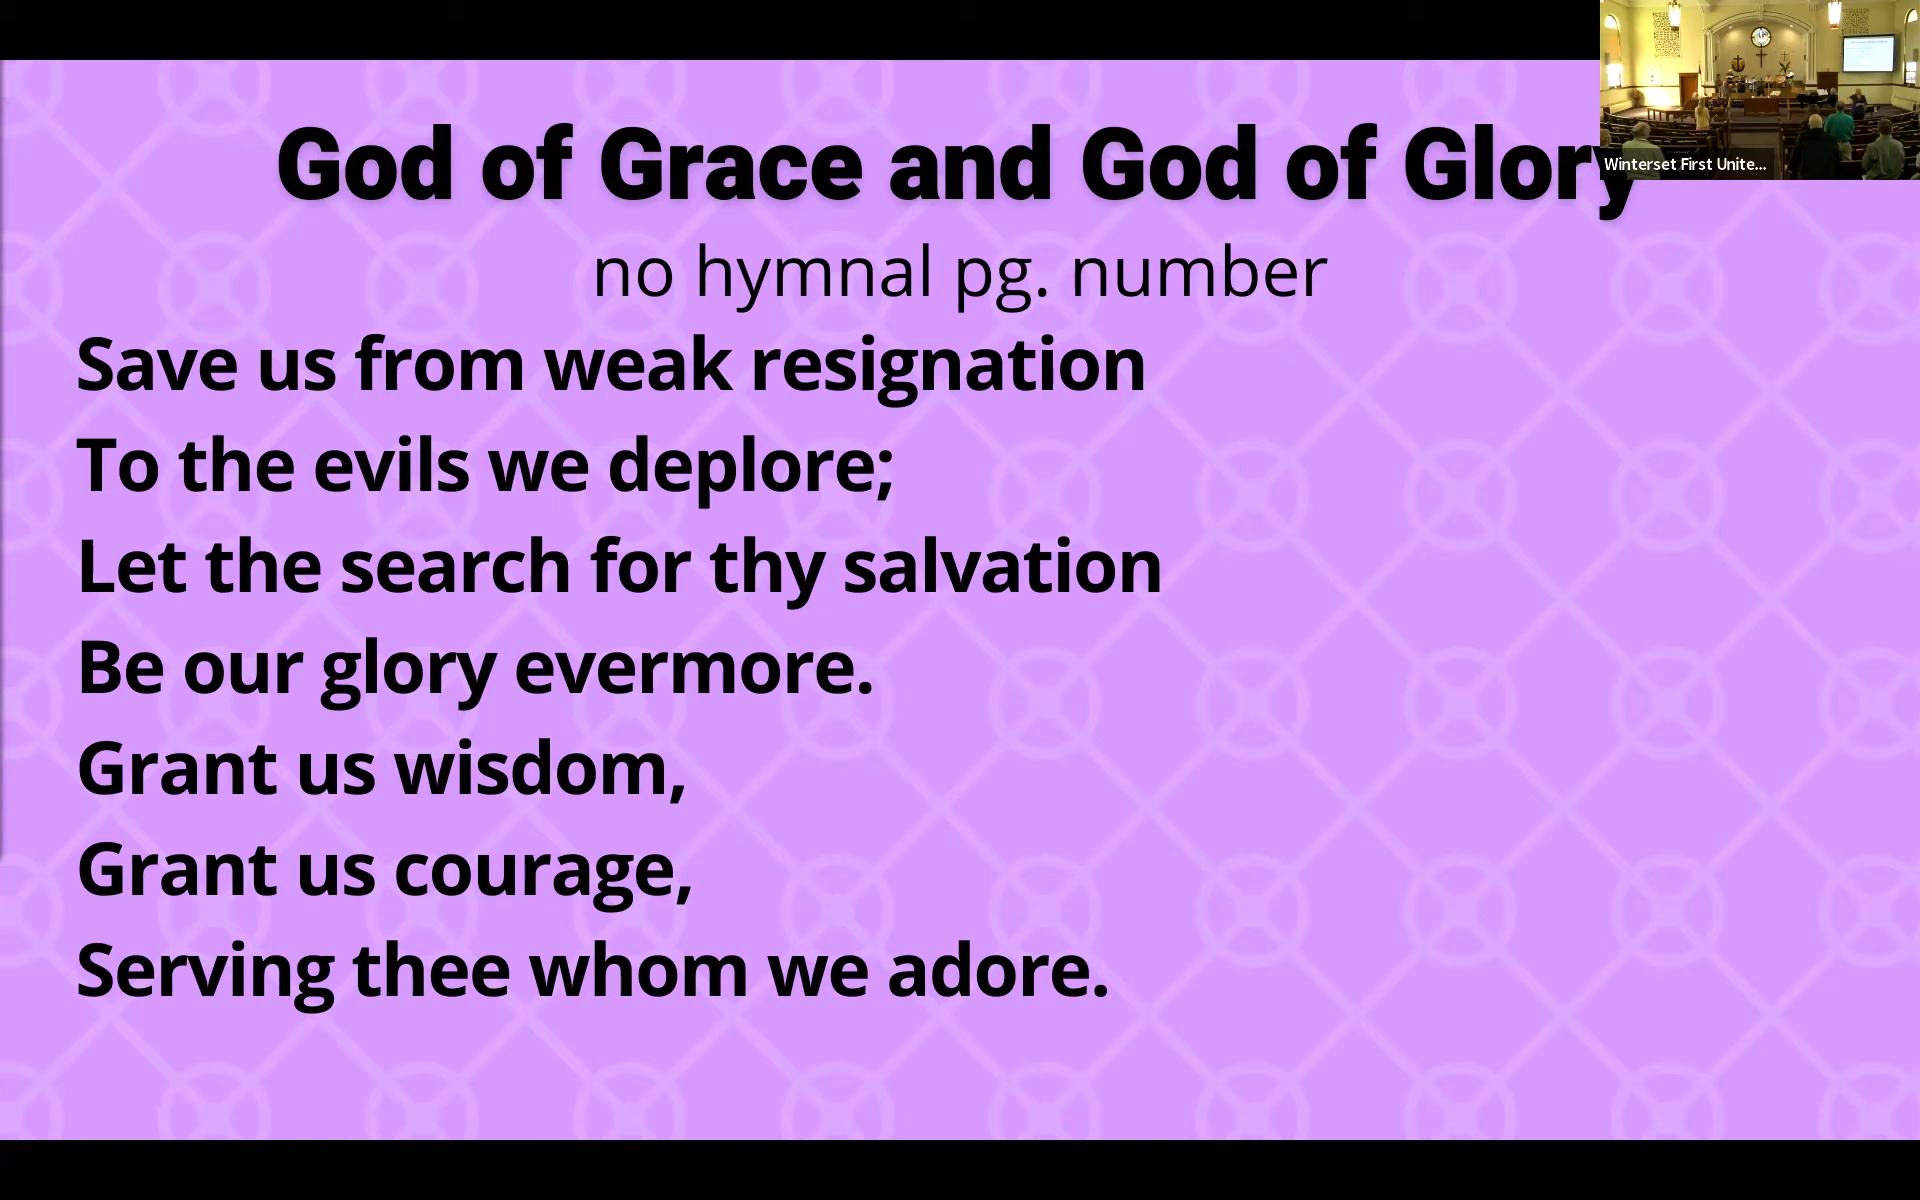 God of Grace and God of Glory
no hymnal pg. number
Save us from weak resignation
To the evils we deplore;
Let the search for thy salvation
Be our glory evermore.
Grant us wisdom,
Grant us courage,
Serving thee whom we adore.
Winterset First Unite...